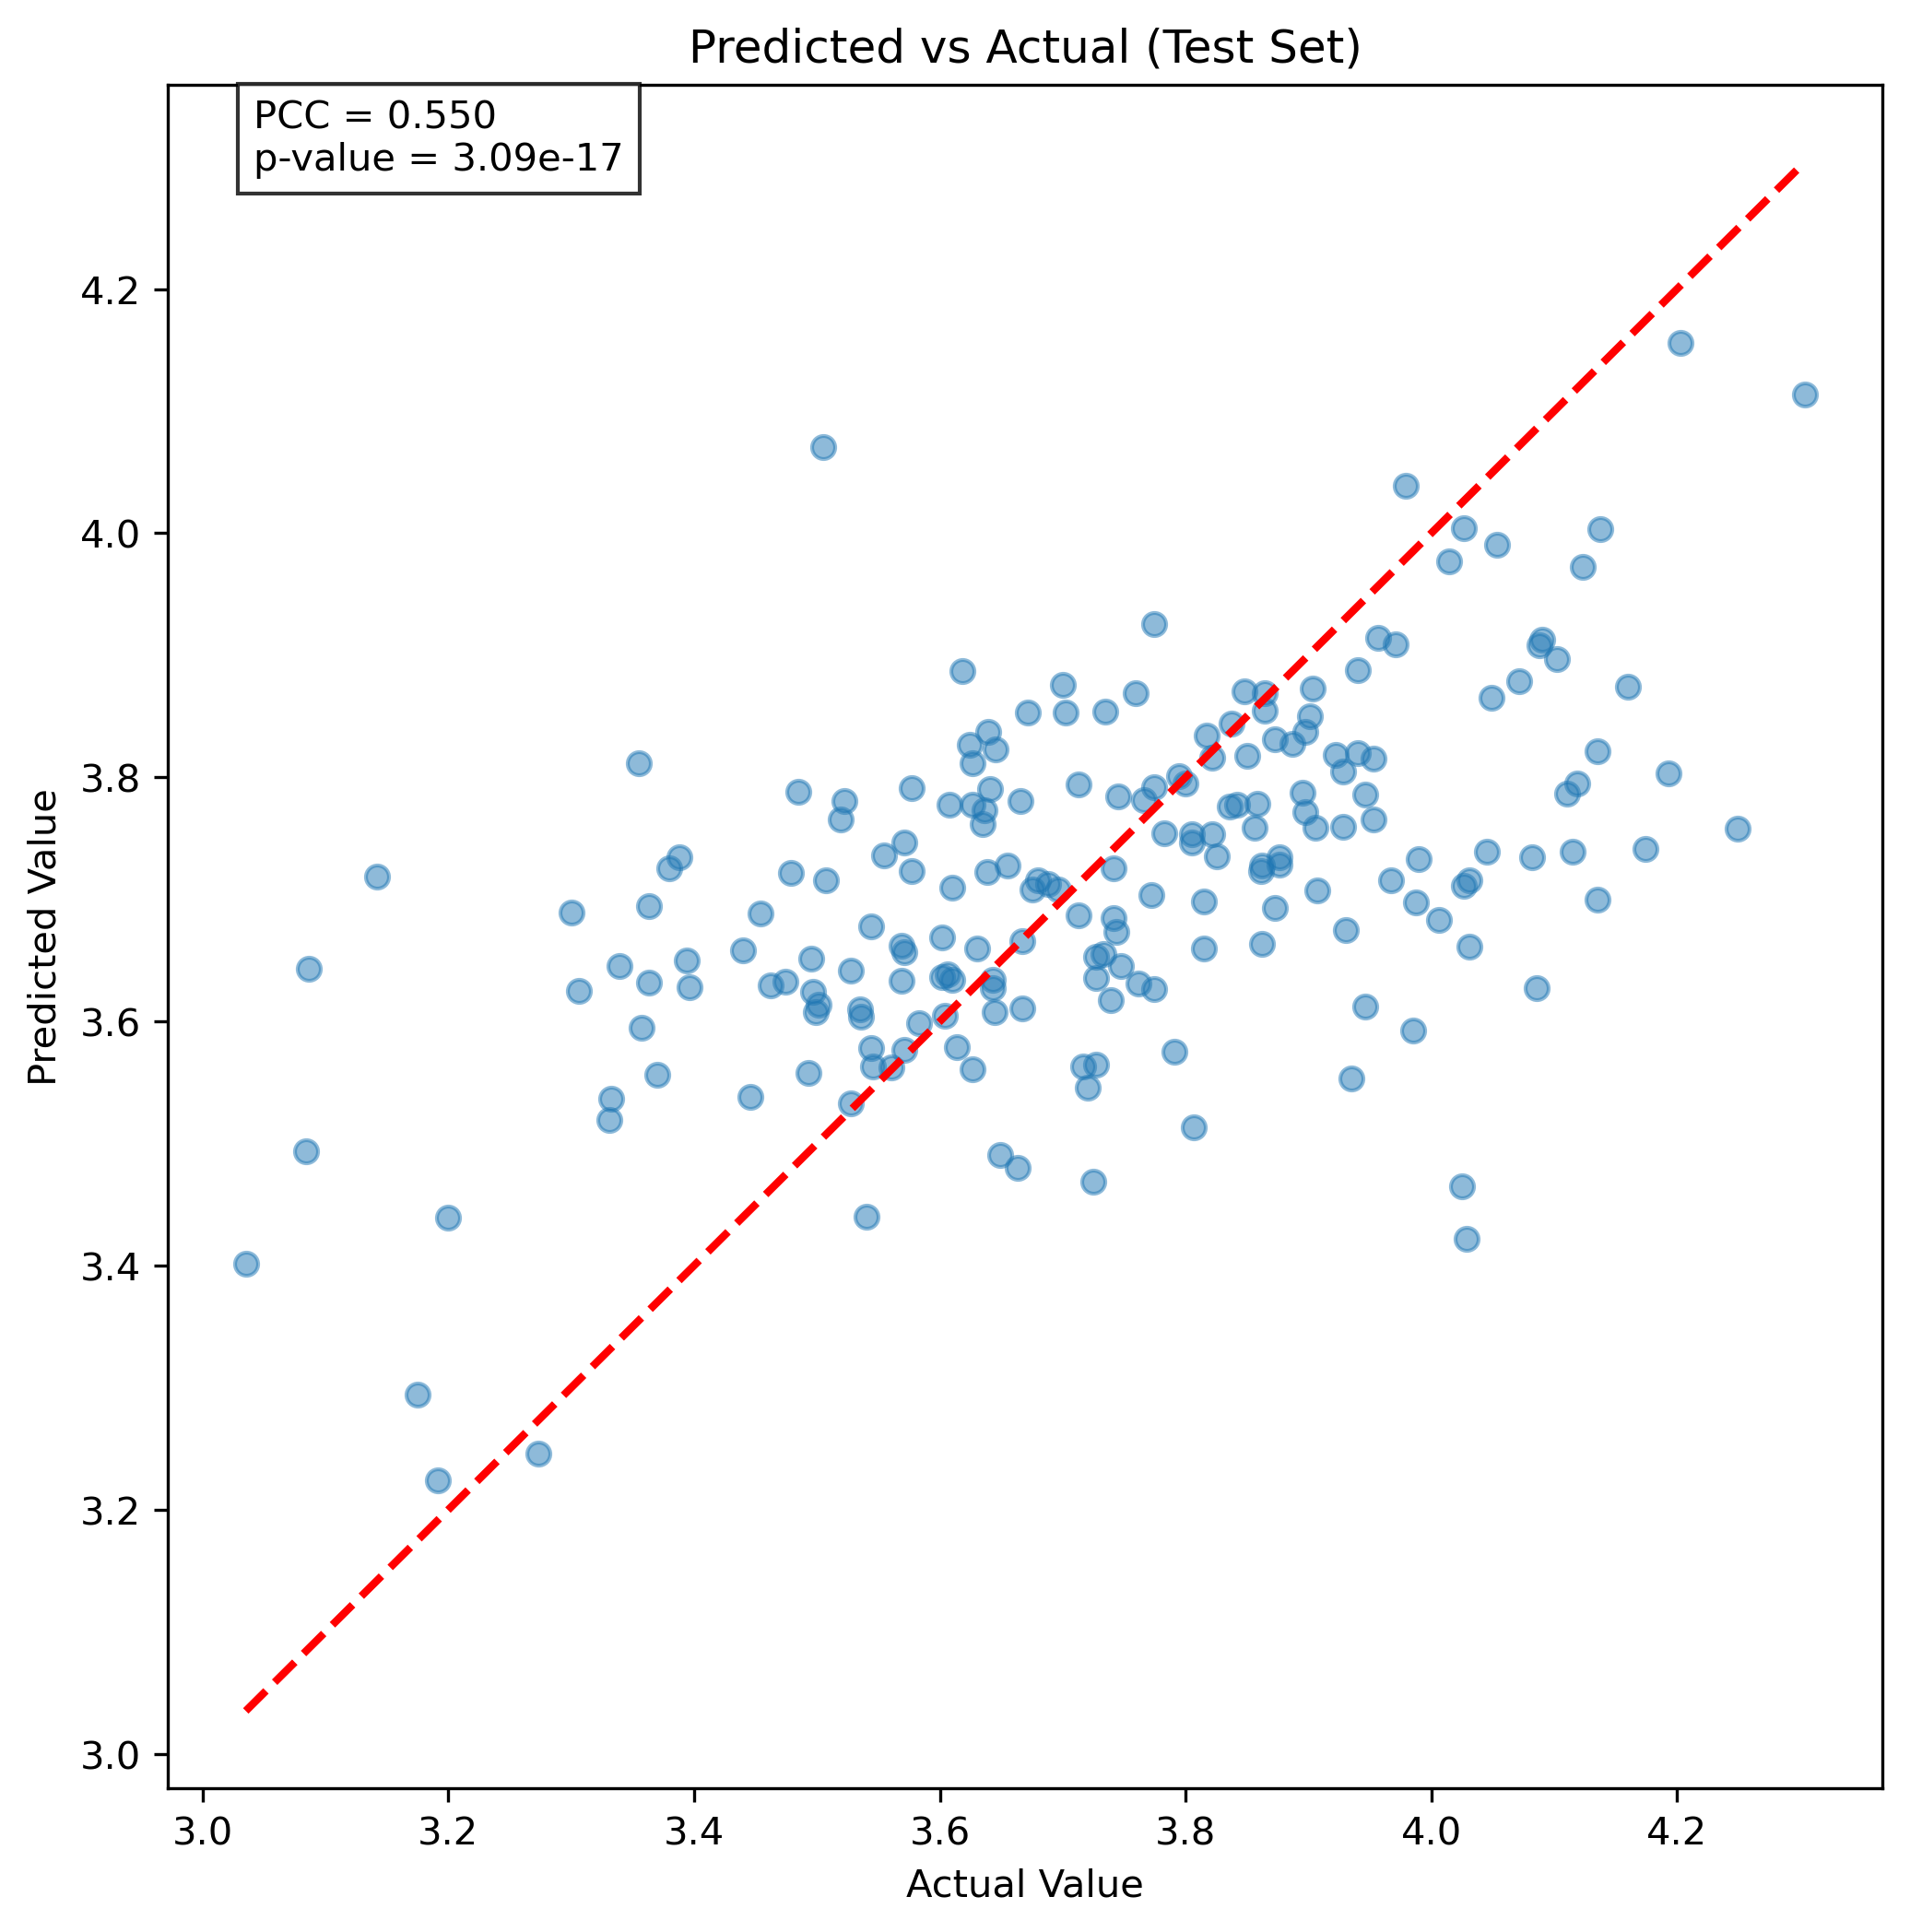 Predicted vs Actual (Test Set)
PCC = 0.550
p-value = 3.09e-17
Predicted Value
4.2
4.0
3.8
3.6
3.4
3.2
3.0
3.0 3.2 3.4 3.6 3.8 4.0 4.2
Actual Value